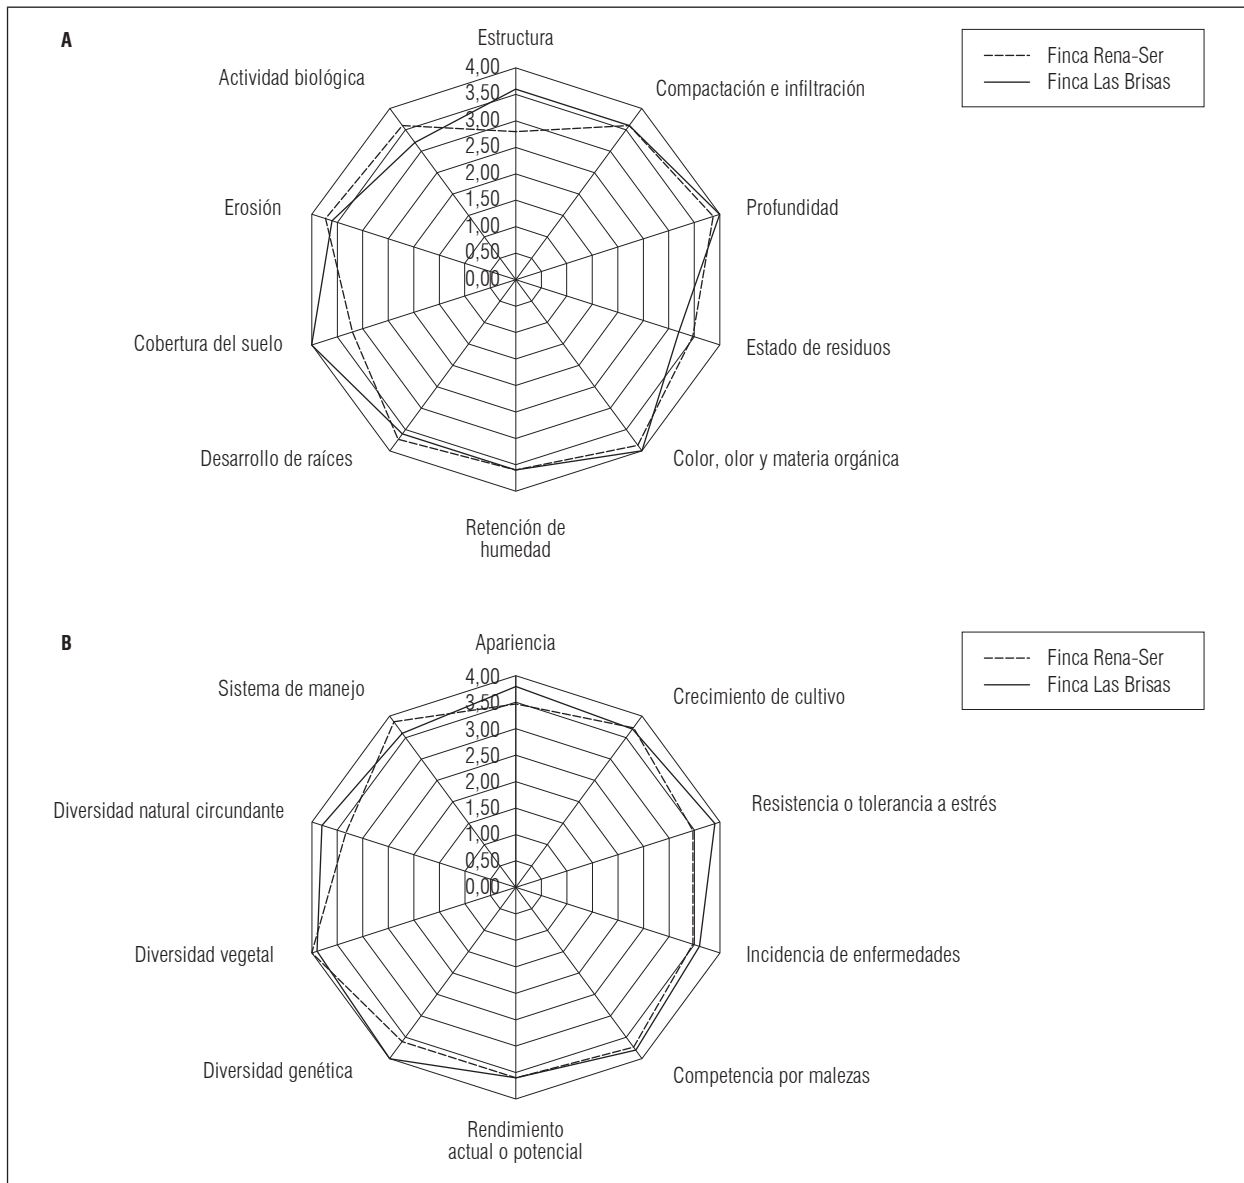 A
Estructura
Finca Rena-Ser
Finca Las Brisas
Actividad biológica
Compactación e infiltración
4,00
3,50
3,00
2,50
2,00
1,50
1,00
0,50
0,00
Erosión
Profundidad
Cobertura del suelo
Estado de residuos
Desarrollo de raíces
Color, olor y materia orgánica
Retención de
humedad
B
Apariencia
Finca Rena-Ser
Finca Las Brisas
Sistema de manejo
Crecimiento de cultivo
4,00
3,50
3,00
2,50
2,00
1,50
1,00
0,50
0,00
Diversidad natural circundante
Resistencia o tolerancia a estrés
Diversidad vegetal
Incidencia de enfermedades
Diversidad genética
Competencia por malezas
Rendimiento
actual o potencial